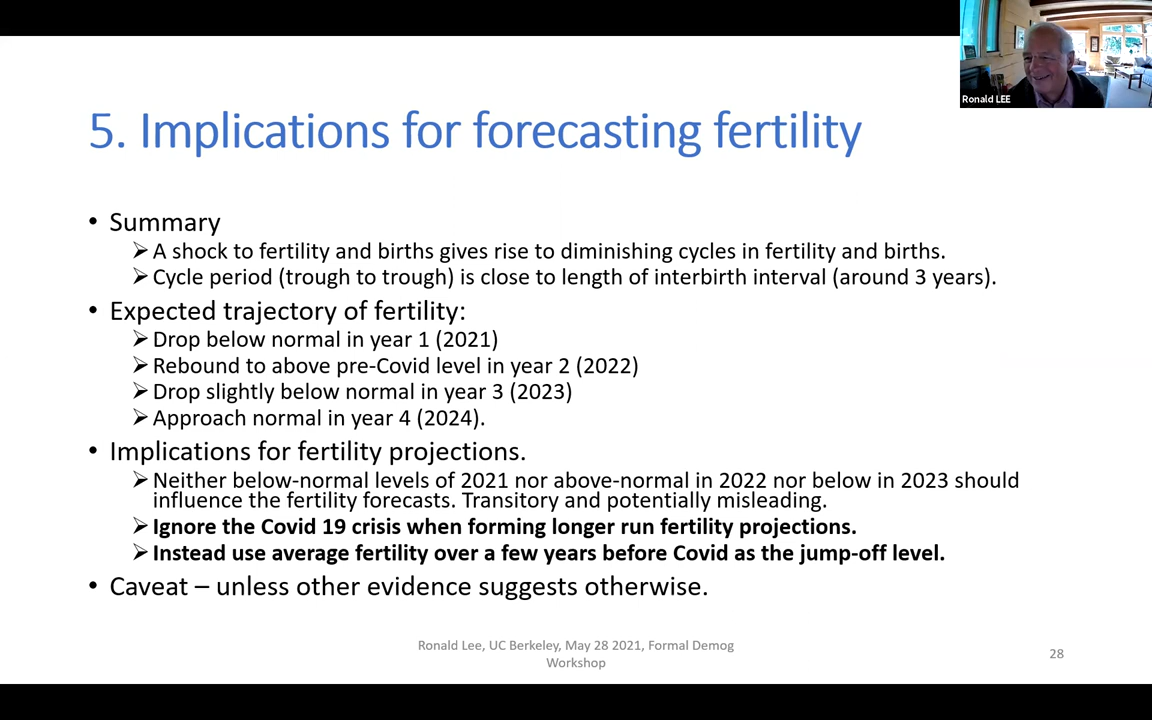 Ronald LEE
5. Implications for forecasting fertility
• Summary
➢ A shock to fertility and births gives rise to diminishing cycles in fertility and births.
➢ Cycle period (trough to trough) is close to length of interbirth interval (around 3 years).
• Expected trajectory of fertility:
➢ Drop below normal in year 1 (2021)
➢ Rebound to above pre-Covid level in year 2 (2022)
➢ Drop slightly below normal in year 3 (2023)
➢ Approach normal in year 4 (2024).
• Implications for fertility projections.
➢ Neither below-normal levels of 2021 nor above-normal in 2022 nor below in 2023 should
influence the fertility forecasts. Transitory and potentially misleading.
➢ Ignore the Covid 19 crisis when forming longer run fertility projections.
➢ Instead use average fertility over a few years before Covid as the jump-off level.
• Caveat – unless other evidence suggests otherwise.
Ronald Lee, UC Berkeley, May 28 2021, Formal Demog
Workshop
28